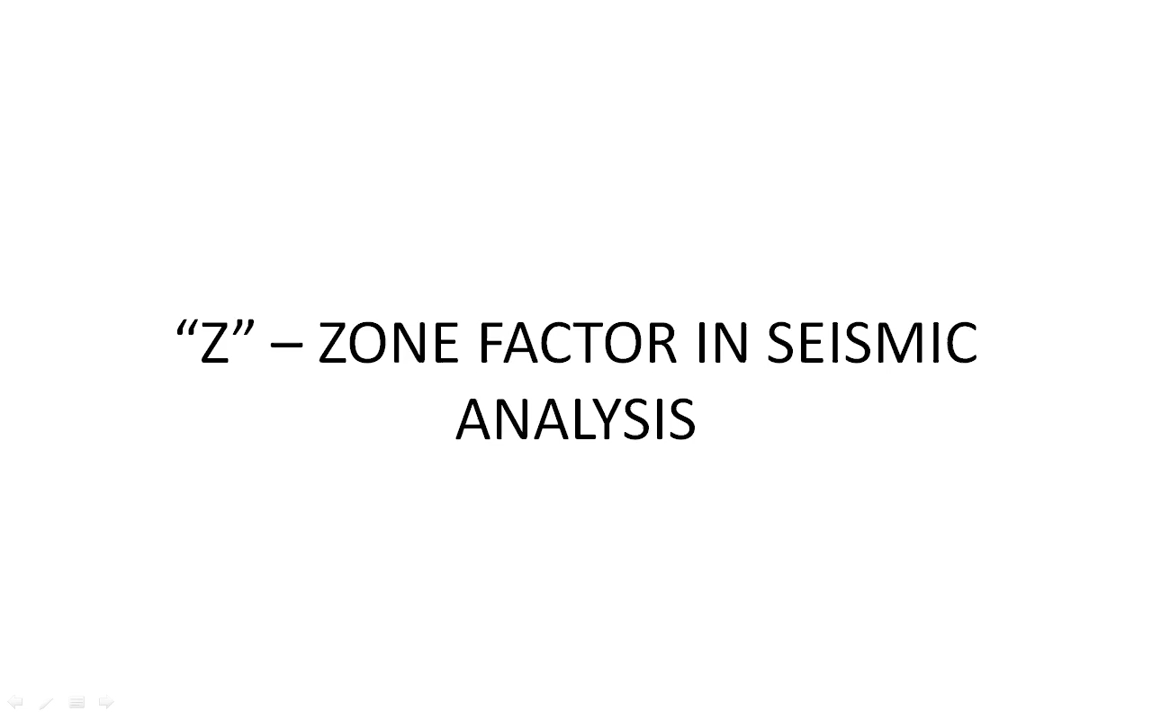 “Z” – ZONE FACTOR IN SEISMIC
ANALYSIS